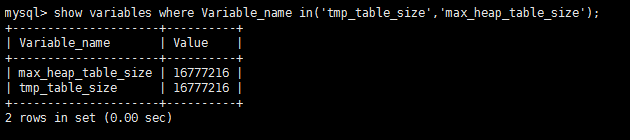 mysql> show variables where Variable_name in('tmp_table_size','max_heap_table_size');
+---------------------+----------+
| Variable_name       | Value    |
+---------------------+----------+
| max_heap_table_size | 16777216 |
| tmp_table_size      | 16777216 |
+---------------------+----------+
2 rows in set (0.00 sec)